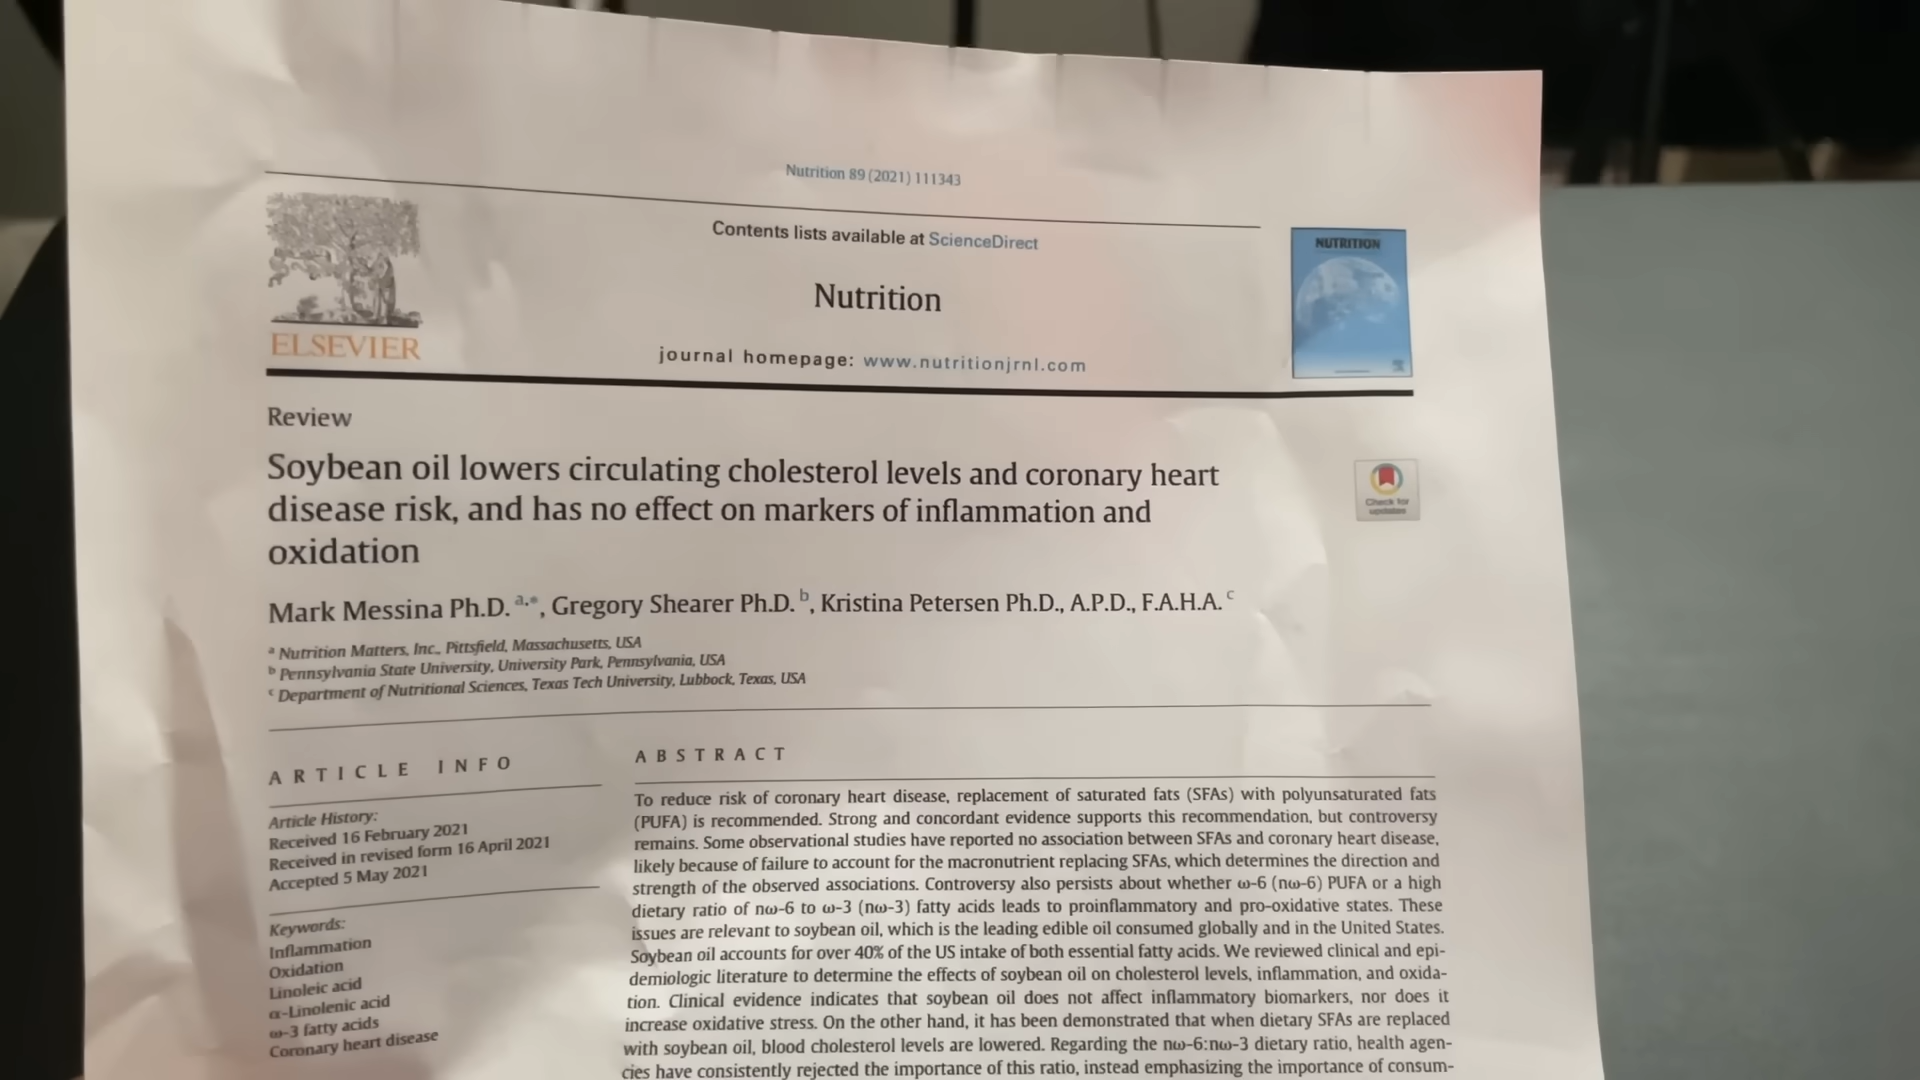 Nutrition 89 (2021) 111343
Contents lists available at ScienceDirect
Nutrition
journal homepage: www.nutritionjrnl.com
ELSEVIER
NUTRITION
Review
Soybean oil lowers circulating cholesterol levels and coronary heart
disease risk, and has no effect on markers of inflammation and
oxidation
Check for
updates
Mark Messina Ph.D. a,*, Gregory Shearer Ph.D. b, Kristina Petersen Ph.D., A.P.D., F.A.H.A. c
a Nutrition Matters, Inc., Pittsfield, Massachusetts, USA
b Pennsylvania State University, University Park, Pennsylvania, USA
c Department of Nutritional Sciences, Texas Tech University, Lubbock, Texas, USA
ARTICLE INFO
Article History:
Received 16 February 2021
Received in revised form 16 April 2021
Accepted 5 May 2021
Keywords:
Inflammation
Oxidation
Linoleic acid
α-Linolenic acid
ω-3 fatty acids
Coronary heart disease
ABSTRACT
To reduce risk of coronary heart disease, replacement of saturated fats (SFAs) with polyunsaturated fats
(PUFA) is recommended. Strong and concordant evidence supports this recommendation, but controversy
remains. Some observational studies have reported no association between SFAs and coronary heart disease,
likely because of failure to account for the macronutrient replacing SFAs, which determines the direction and
strength of the observed associations. Controversy also persists about whether ω-6 (nω-6) PUFA or a high
dietary ratio of nω-6 to ω-3 (nω-3) fatty acids leads to proinflammatory and pro-oxidative states. These
issues are relevant to soybean oil, which is the leading edible oil consumed globally and in the United States.
Soybean oil accounts for over 40% of the US intake of both essential fatty acids. We reviewed clinical and epi-
demiologic literature to determine the effects of soybean oil on cholesterol levels, inflammation, and oxida-
tion. Clinical evidence indicates that soybean oil does not affect inflammatory biomarkers, nor does it
increase oxidative stress. On the other hand, it has been demonstrated that when dietary SFAs are replaced
with soybean oil, blood cholesterol levels are lowered. Regarding the nω-6:nω-3 dietary ratio, health agen-
cies have consistently rejected the importance of this ratio, instead emphasizing the importance of consum-